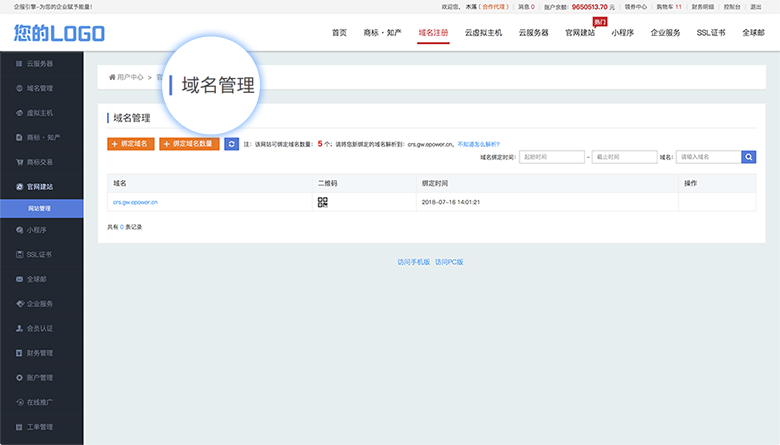 企服引擎-为您的企业赋予能量!
欢迎您, 木落 (合作代理) | 消息 0 | 账户余额: 9650513.70 元 | 领券中心 | 购物车 11 | 财务明细 | 控制台 | 退出
您的LOGO
首页 商标·知产 域名注册 云虚拟主机 云服务器 官网建站 热门 小程序 企业服务 SSL证书 全球邮
云服务器
域名管理
虚拟主机
商标·知产
商标交易
官网建站
网站管理
小程序
SSL证书
全球邮
企业服务
会员认证
财务管理
账户管理
在线推广
工单管理
用户中心 > 官
域名管理
域名管理
+ 绑定域名 + 绑定域名数量 注: 该网站可绑定域名数量: 5 个; 请将您新绑定的域名解析到: crs.gw.epower.cn, 不知道怎么解析?
域名绑定时间: 起始时间 - 截止时间 域名: 请输入域名
域名 二维码 绑定时间 操作
crs.gw.epower.cn 2018-07-16 14:01:21
共有 0 条记录
访问手机版 访问PC版